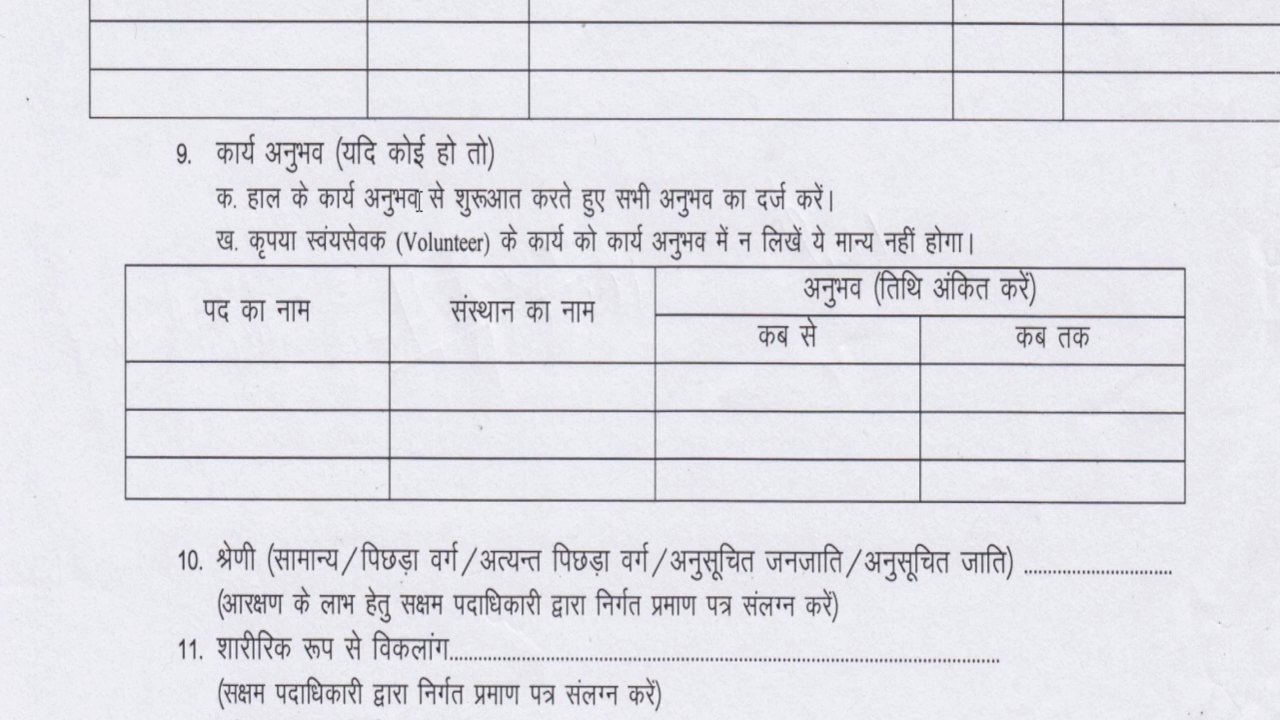 9. कार्य अनुभव (यदि कोई हो तो)
क. हाल के कार्य अनुभव से शुरूआत करते हुए सभी अनुभव का दर्ज करें।
ख. कृपया स्वंयसेवक (Volunteer) के कार्य को कार्य अनुभव में न लिखें ये मान्य नहीं होगा।
पद का नाम
संस्थान का नाम
अनुभव (तिथि अंकित करें)
कब से
कब तक
10. श्रेणी (सामान्य/पिछड़ा वर्ग/अत्यन्त पिछड़ा वर्ग/अनुसूचित जनजाति/अनुसूचित जाति) ..........................
(आरक्षण के लाभ हेतु सक्षम पदाधिकारी द्वारा निर्गत प्रमाण पत्र संलग्न करें)
11. शारीरिक रूप से विकलांग..........................................................................
(सक्षम पदाधिकारी द्वारा निर्गत प्रमाण पत्र संलग्न करें)